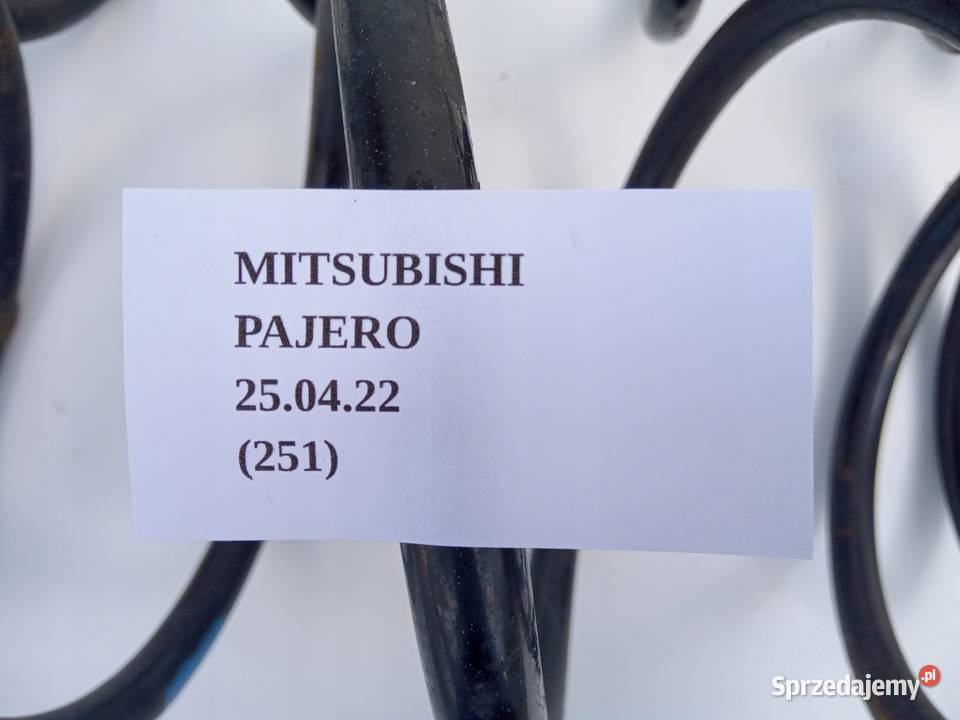 MITSUBISHI
PAJERO
25.04.22
(251)
Sprzedajemy.pl